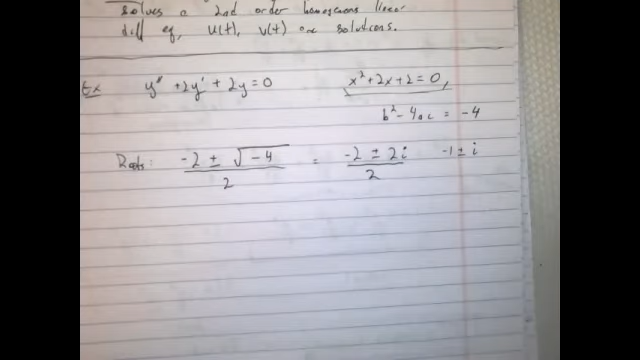 solves a 2nd order homogeneous linear
diff eq, u(t), v(t) are solutions.
Ex y'' + 2y' + 2y = 0 x² + 2x + 2 = 0,
b² - 4ac = -4
Roots: (-2 ± √-4)/2 = (-2 ± 2i)/2 -1 ± i